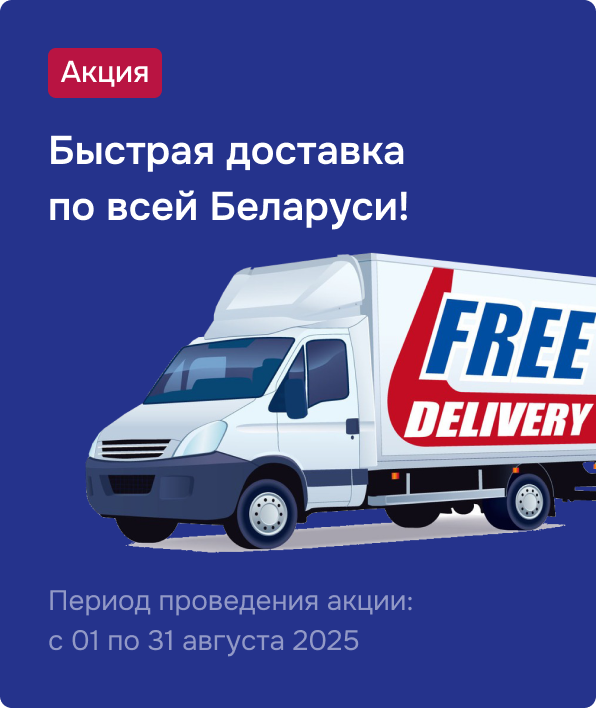 Акция
Быстрая доставка
по всей Беларуси!
FREE
DELIVERY
Период проведения акции:
с 01 по 31 августа 2025